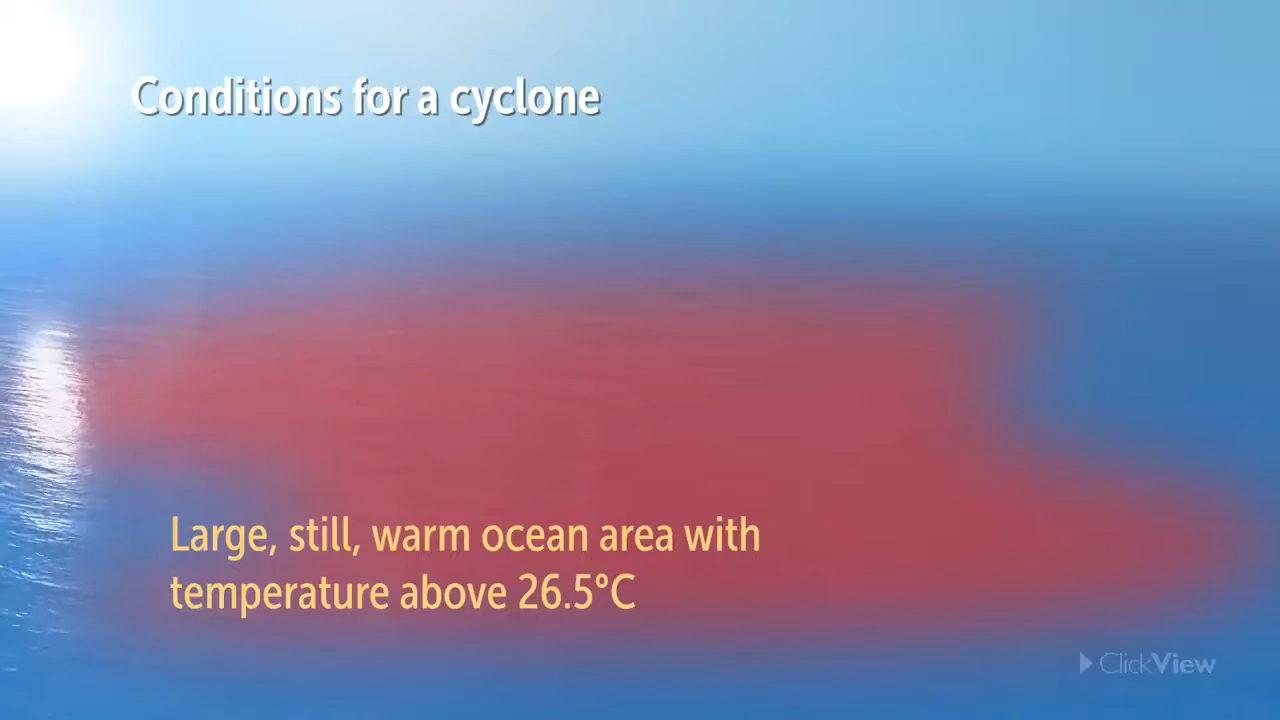 Conditions for a cyclone
Large, still, warm ocean area with
temperature above 26.5°C
ClickView